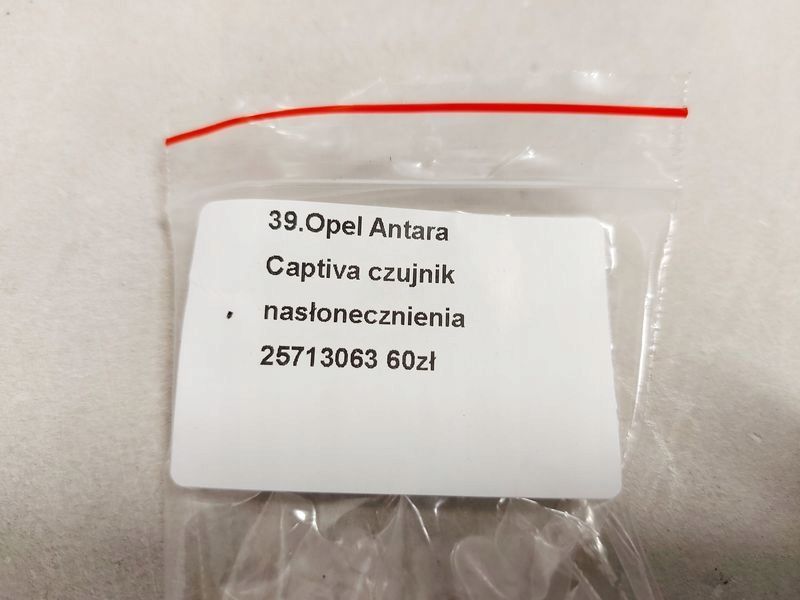 39.Opel Antara
Captiva czujnik
nasłonecznienia
25713063 60zł